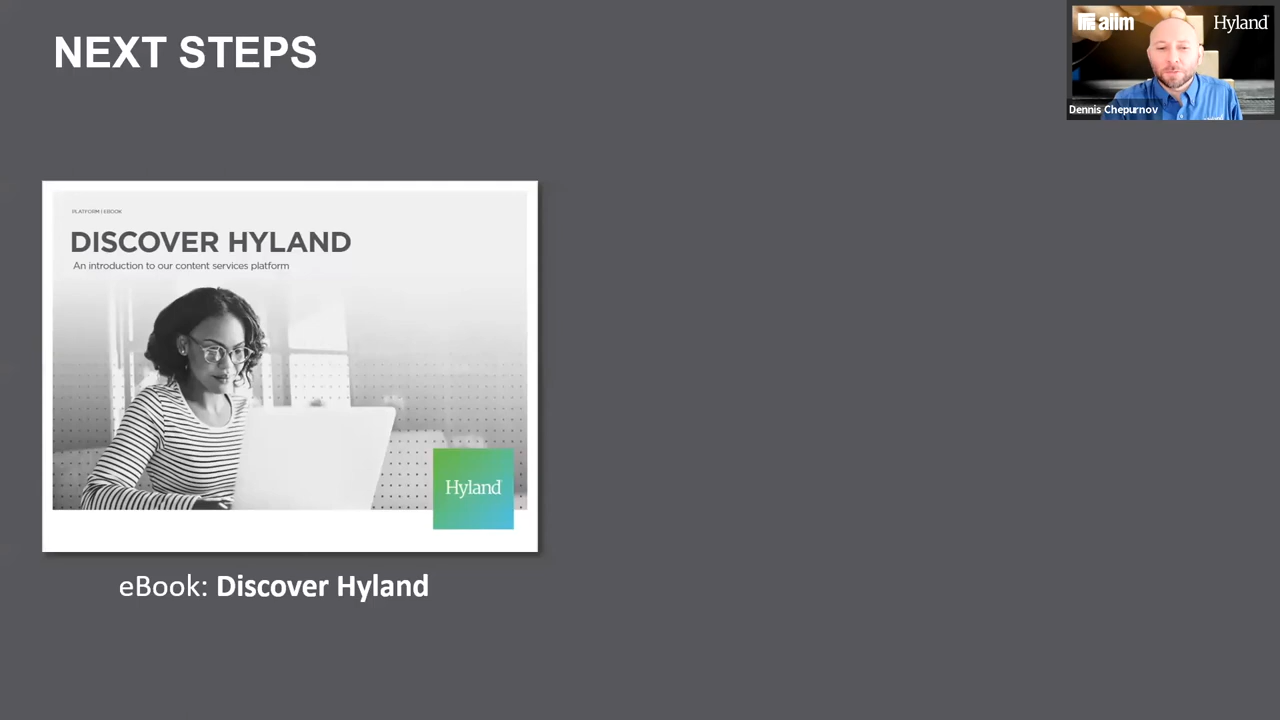 NEXT STEPS
aiim
Hyland
Dennis Chepurnov
PLATFORM | EBOOK
DISCOVER HYLAND
An introduction to our content services platform
Hyland
eBook: Discover Hyland